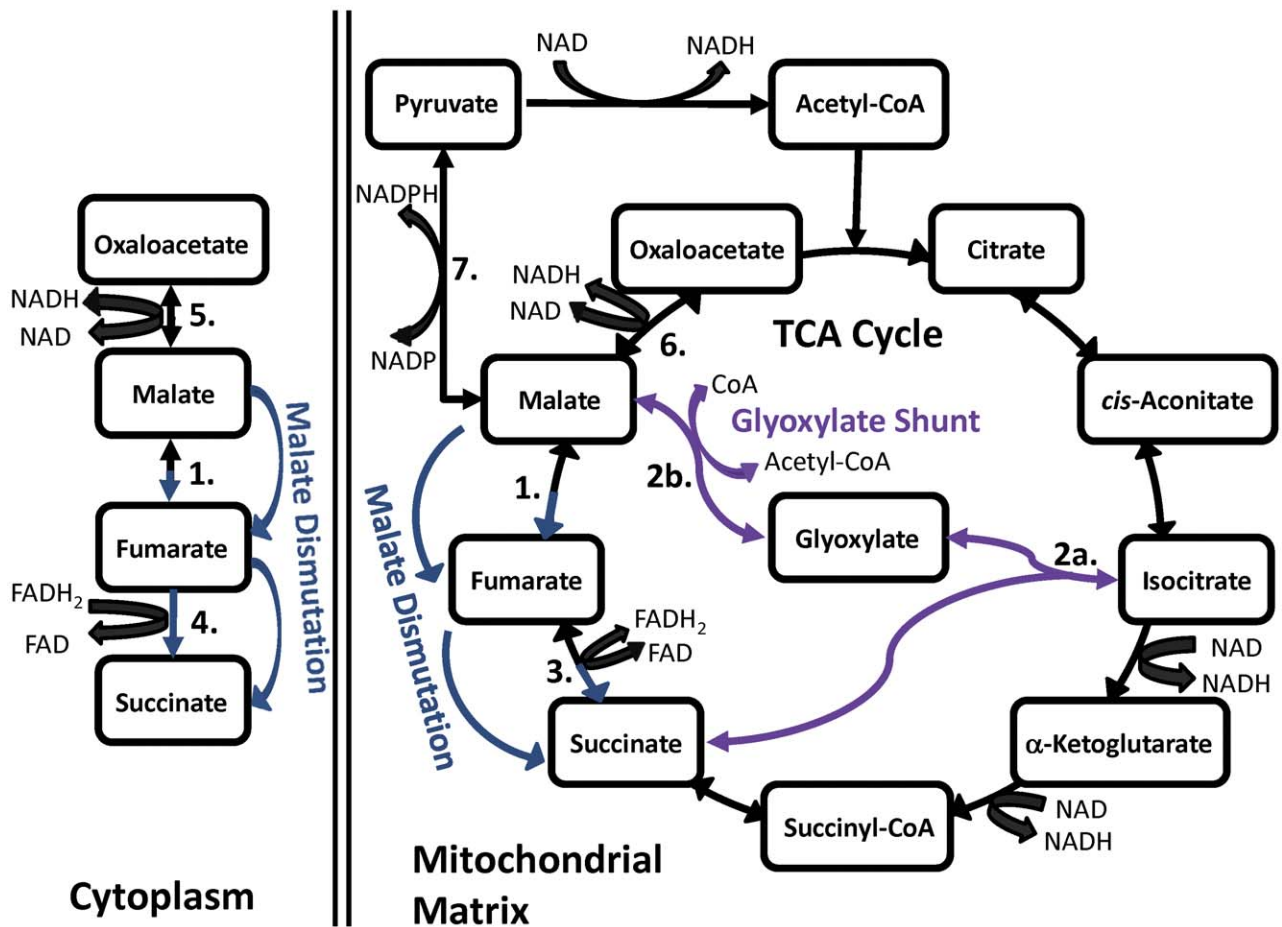 Oxaloacetate
NADH
NAD
5.
Malate
1.
Fumarate
FADH2
FAD
4.
Succinate
Malate Dismutation
Cytoplasm
NAD
NADH
Pyruvate
Acetyl-CoA
NADPH
7.
NADP
Oxaloacetate
Citrate
NADH
NAD
6.
TCA Cycle
Malate
CoA
Glyoxylate Shunt
Acetyl-CoA
2b.
cis-Aconitate
1.
Glyoxylate
2a.
Isocitrate
Fumarate
Malate Dismutation
FADH2
FAD
3.
NAD
NADH
Succinate
α-Ketoglutarate
Succinyl-CoA
NAD
NADH
Mitochondrial
Matrix